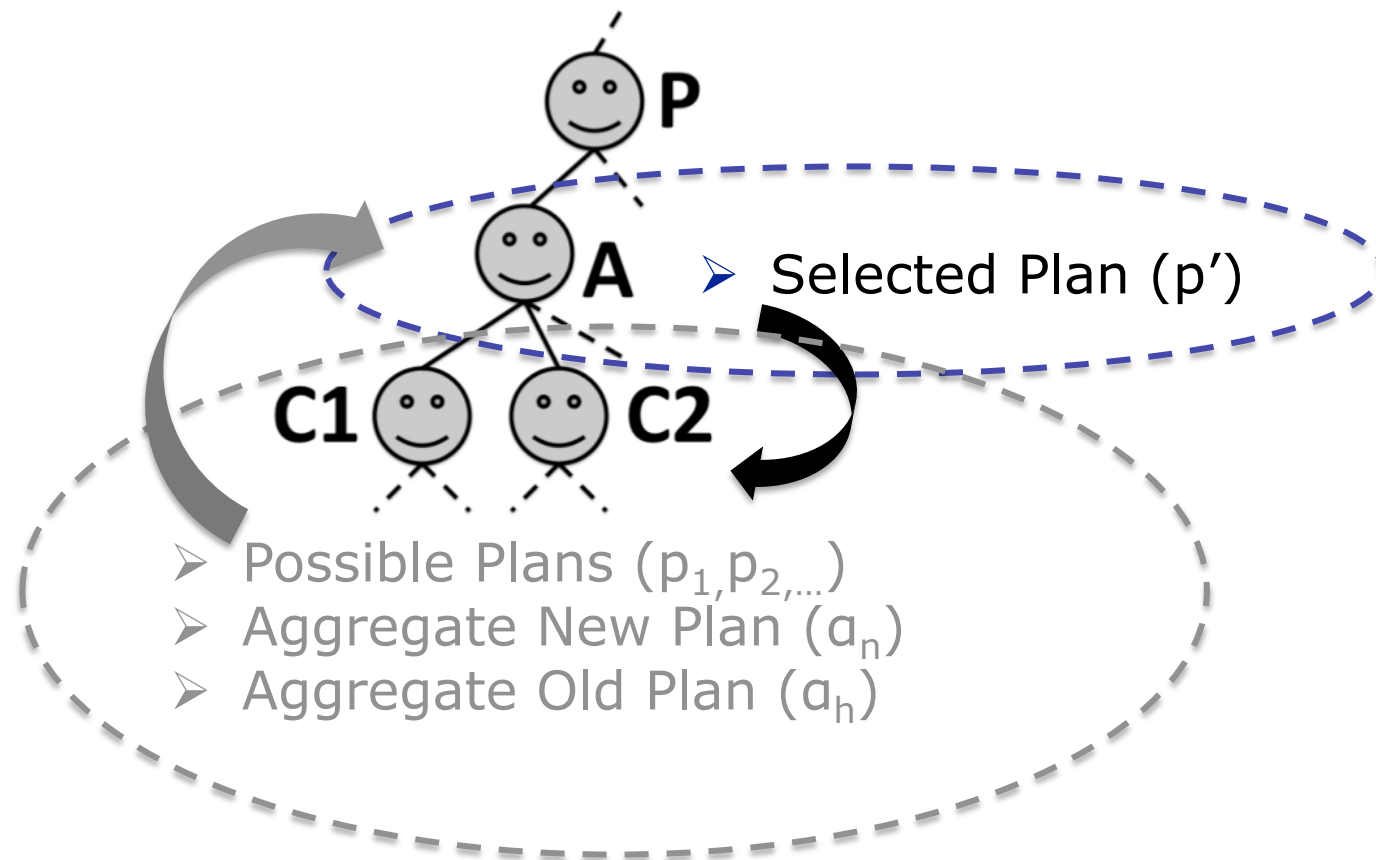 P
A
➢ Selected Plan (p’)
C1
C2
➢ Possible Plans (p₁,p₂,...)
➢ Aggregate New Plan (αₙ)
➢ Aggregate Old Plan (αₕ)